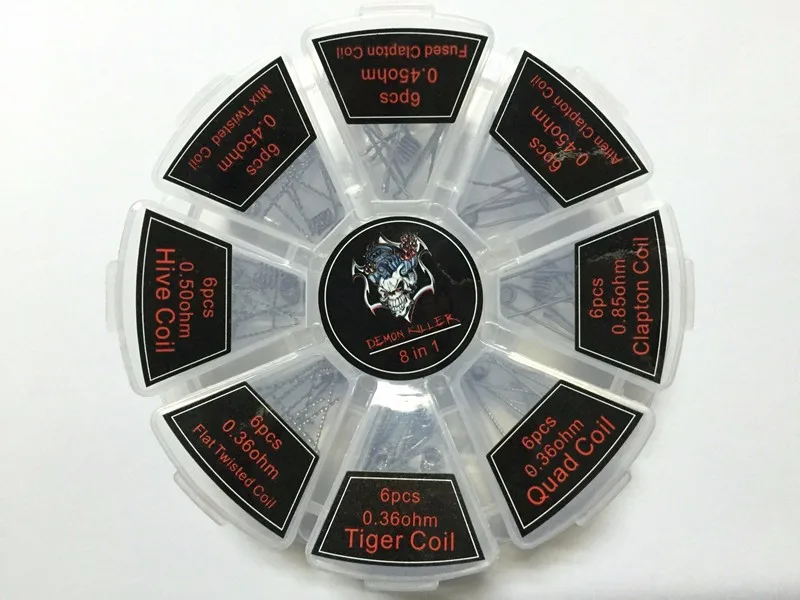 Fused Clapton Coil
0.45ohm
6pcs
Alien Clapton Coil
0.45ohm
6pcs
6pcs
0.85ohm
Clapton Coil
6pcs
0.36ohm
Quad Coil
6pcs
0.36ohm
Tiger Coil
6pcs
0.36ohm
Flat Twisted Coil
6pcs
0.50ohm
Hive Coil
Mix Twisted Coil
0.45ohm
6pcs
DEMON KILLER
8 in 1